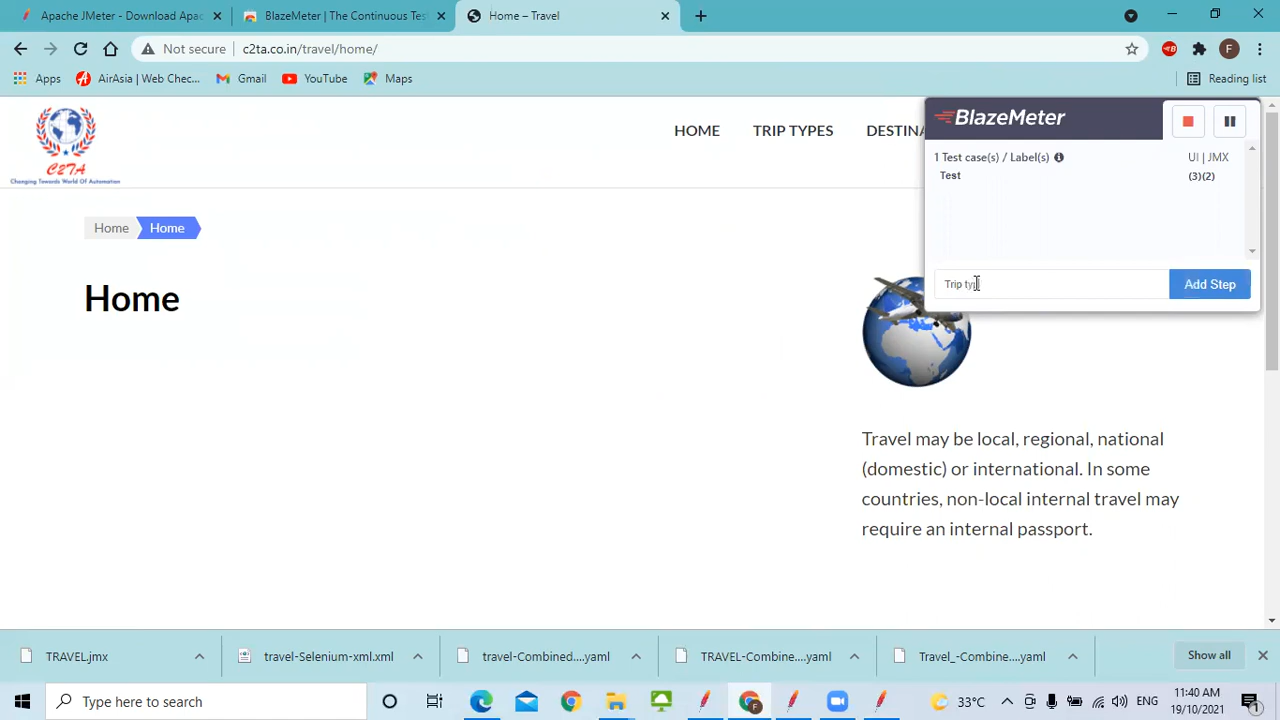 Apache JMeter - Download Apac
BlazeMeter | The Continuous Tes
Home – Travel
Not secure
c2ta.co.in/travel/home/
Apps
AirAsia | Web Chec...
Gmail
YouTube
Maps
Reading list
C2TA
Changing Towards World Of Automation
HOME
TRIP TYPES
DESTINA
BlazeMeter
1 Test case(s) / Label(s)
UI | JMX
Test
(3)(2)
Trip typ
Add Step
Home
Home
Home
Travel may be local, regional, national
(domestic) or international. In some
countries, non-local internal travel may
require an internal passport.
TRAVEL.jmx
travel-Selenium-xml.xml
travel-Combined....yaml
TRAVEL-Combine....yaml
Travel_-Combine....yaml
Show all
Type here to search
33°C
ENG
11:40 AM
19/10/2021